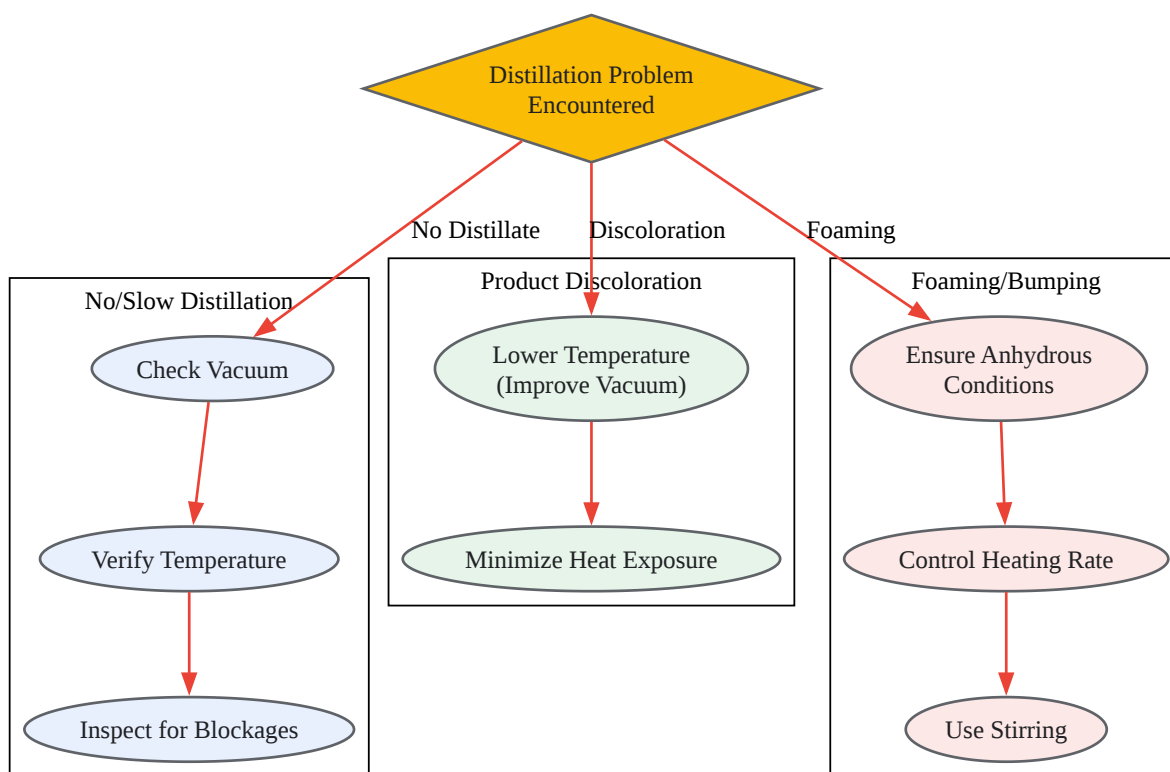 Distillation Problem
Encountered
No Distillate
Discoloration
Foaming
No/Slow Distillation
Check Vacuum
Verify Temperature
Inspect for Blockages
Product Discoloration
Lower Temperature
(Improve Vacuum)
Minimize Heat Exposure
Foaming/Bumping
Ensure Anhydrous
Conditions
Control Heating Rate
Use Stirring